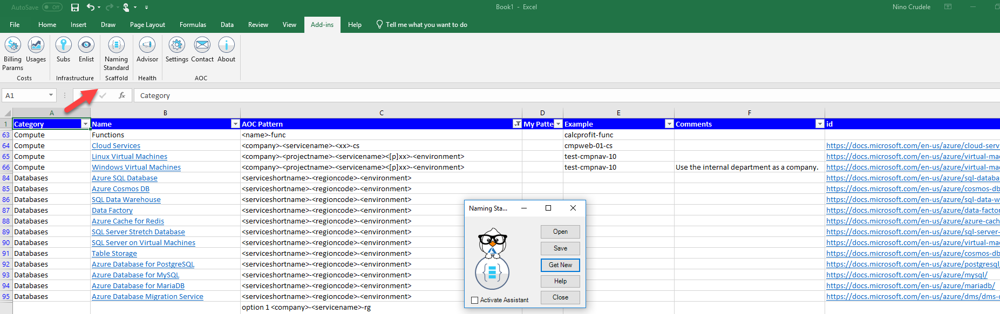 AutoSave Off Book1 - Excel Nino Crudele
File Home Insert Draw Page Layout Formulas Data Review View Add-ins Help Tell me what you want to do
Billing Usages Subs Enlist Naming Advisor Settings Contact About
Params Standard
Costs Infrastructure Scaffold Health AOC
A1 fx Category
A B C D E F
1 Category Name AOC Pattern My Patte Example Comments id
63 Compute Functions <name>-func calcprofit-func
64 Compute Cloud Services <company>-<servicename>-<xx>-cs cmpweb-01-cs https://docs.microsoft.com/en-us/azure/cloud-serv
65 Compute Linux Virtual Machines <company>-<projectname>-<servicename><[p]xx>-<environment> test-cmpnav-10 https://docs.microsoft.com/en-us/azure/virtual-ma
66 Compute Windows Virtual Machines <company>-<projectname>-<servicename><[p]xx>-<environment> test-cmpnav-10 Use the internal department as a company. https://docs.microsoft.com/en-us/azure/virtual-ma
84 Databases Azure SQL Database <serviceshortname>-<regioncode>-<environment> https://docs.microsoft.com/en-us/azure/sql-databa
85 Databases Azure Cosmos DB <serviceshortname>-<regioncode>-<environment> https://docs.microsoft.com/en-us/azure/cosmos-db
86 Databases SQL Data Warehouse <serviceshortname>-<regioncode>-<environment> https://docs.microsoft.com/en-us/azure/sql-data-w
87 Databases Data Factory <serviceshortname>-<regioncode>-<environment> https://docs.microsoft.com/en-us/azure/data-factor
88 Databases Azure Cache for Redis <serviceshortname>-<regioncode>-<environment> https://docs.microsoft.com/en-us/azure/azure-cach
89 Databases SQL Server Stretch Database <serviceshortname>-<regioncode>-<environment> https://docs.microsoft.com/en-us/azure/sql-server-
90 Databases SQL Server on Virtual Machines <serviceshortname>-<regioncode>-<environment> https://docs.microsoft.com/en-us/azure/virtual-ma
91 Databases Table Storage <serviceshortname>-<regioncode>-<environment> https://docs.microsoft.com/en-us/azure/cosmos-db
92 Databases Azure Database for PostgreSQL <serviceshortname>-<regioncode>-<environment> https://docs.microsoft.com/en-us/azure/postgresql/
93 Databases Azure Database for MySQL <serviceshortname>-<regioncode>-<environment> https://docs.microsoft.com/en-us/azure/mysql/
94 Databases Azure Database for MariaDB <serviceshortname>-<regioncode>-<environment> https://docs.microsoft.com/en-us/azure/mariadb/
95 Databases Azure Database Migration Service <serviceshortname>-<regioncode>-<environment> https://docs.microsoft.com/en-us/azure/dms/dms-
option 1 <company>-<servicename>-rg
Naming Sta...
Open
Save
Get New
Help
Activate Assistant Close